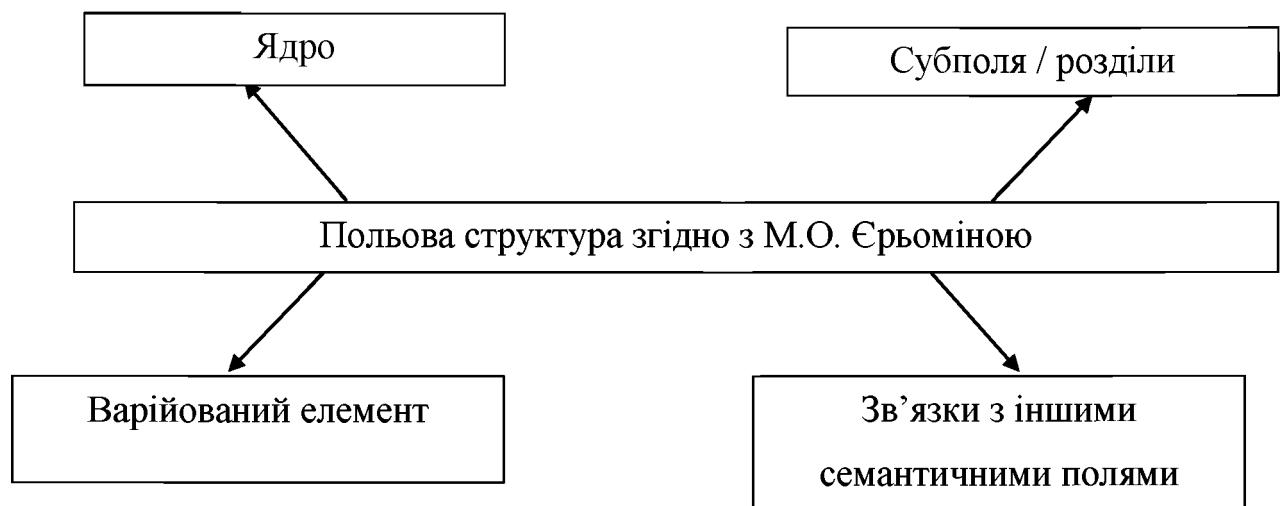 Ядро
Субполя / розділи
Польова структура згідно з М.О. Єрьоміною
Варійований елемент
Зв’язки з іншими
семантичними полями